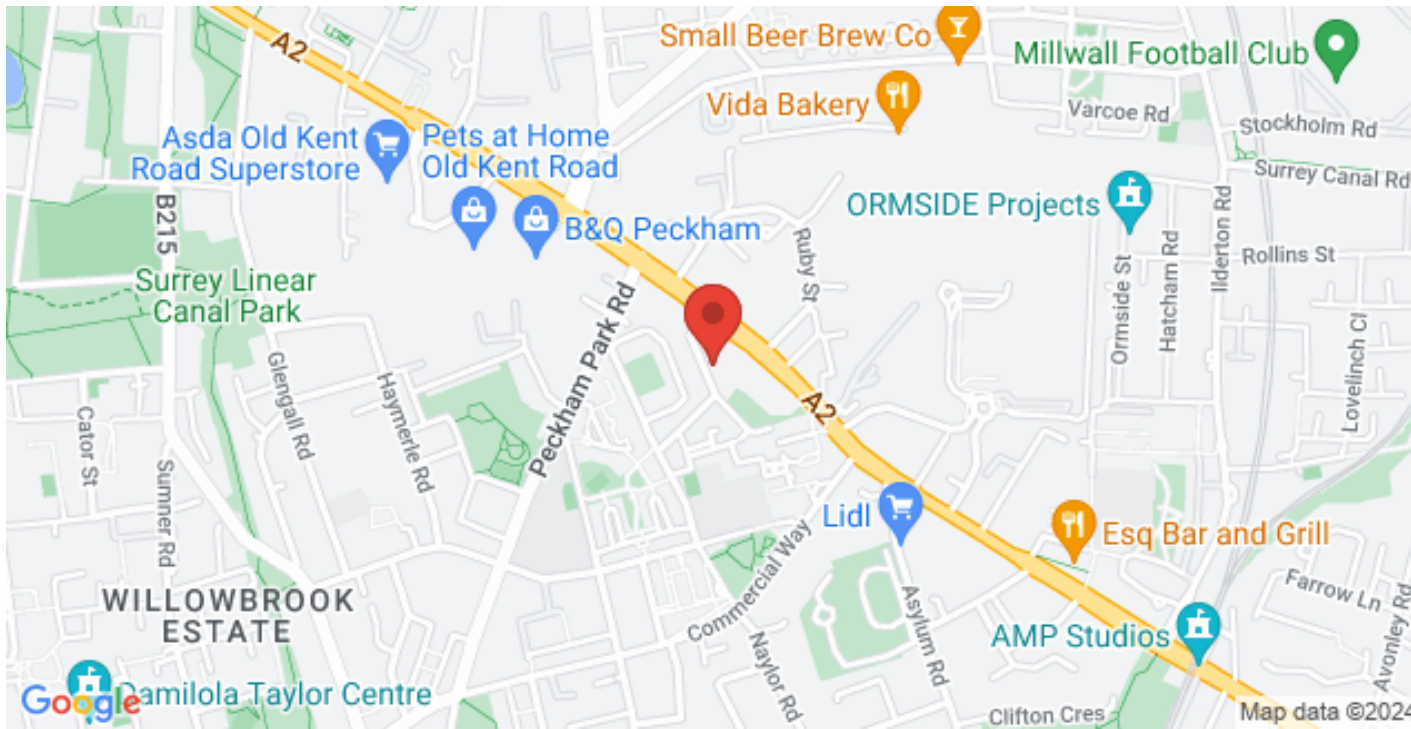 A2
Small Beer Brew Co
Millwall Football Club
Vida Bakery
Varcoe Rd
Stockholm Rd
Asda Old Kent
Road Superstore
Pets at Home
Old Kent Road
Surrey Canal Rd
B215
ORMSIDE Projects
Ilderton Rd
B&Q Peckham
Ruby St
Rollins St
Surrey Linear
Canal Park
Peckham Park Rd
Ormside St
Hatcham Rd
Lovelinch Cl
Glengall Rd
Haymerle Rd
A2
Cator St
Sumner Rd
Lidl
Esq Bar and Grill
Commercial Way
Farrow Ln
WILLOWBROOK
ESTATE
Asylum Rd
AMP Studios
Naylor Rd
Avonley Rd
Damilola Taylor Centre
Google
Clifton Cres
Map data ©2024